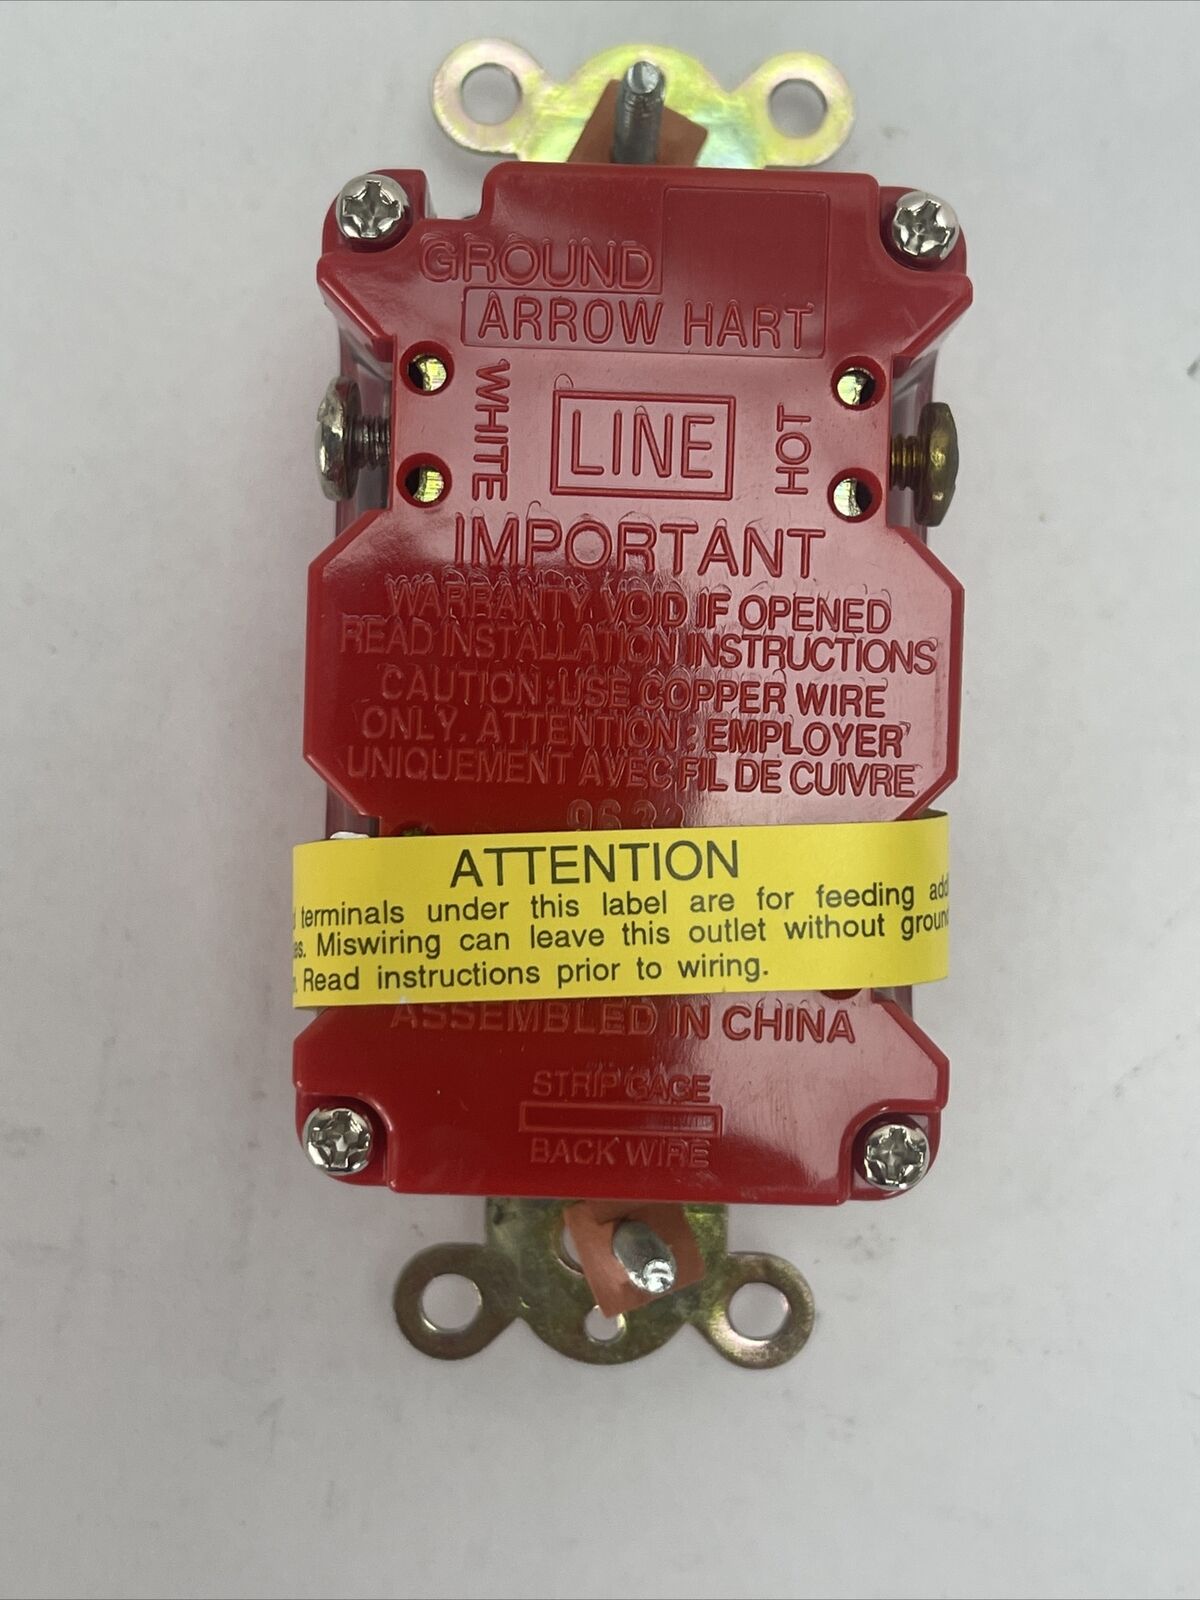 GROUND
ARROW HART
WHITE
LINE
HOT
IMPORTANT
WARRANTY VOID IF OPENED
READ INSTALLATION INSTRUCTIONS
CAUTION: USE COPPER WIRE
ONLY. ATTENTION: EMPLOYER
UNIQUEMENT AVEC FIL DE CUIVRE
ATTENTION
terminals under this label are for feeding
Miswiring can leave this outlet without
Read instructions prior to wiring.
ASSEMBLED IN CHINA
STRIP GAGE
BACK WIRE